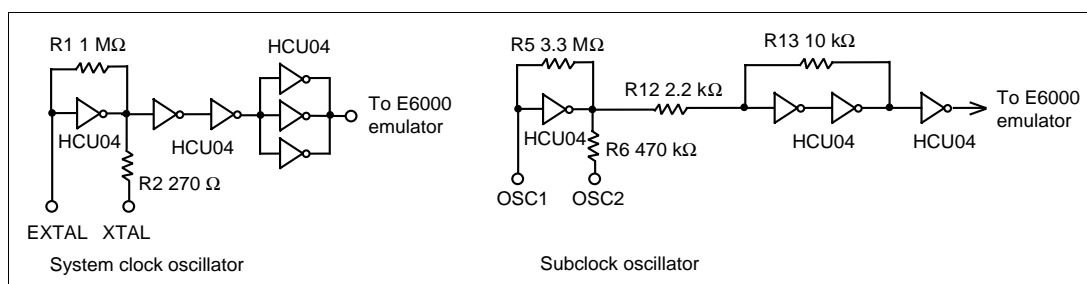 R1 1 MΩ
HCU04
HCU04
HCU04
R2 270 Ω
To E6000
emulator
EXTAL XTAL
System clock oscillator
R5 3.3 MΩ
R13 10 kΩ
R12 2.2 kΩ
HCU04
R6 470 kΩ
HCU04
HCU04
To E6000
emulator
OSC1 OSC2
Subclock oscillator